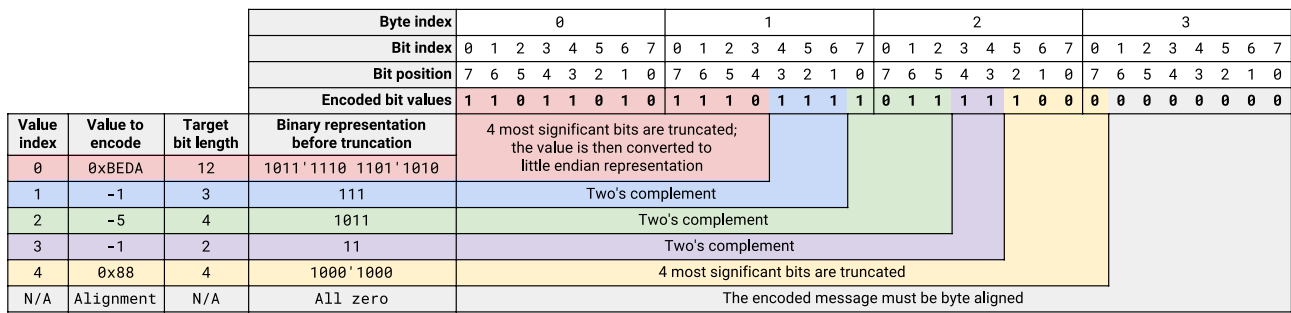 Byte index 0 1 2 3
Bit index 0 1 2 3 4 5 6 7 0 1 2 3 4 5 6 7 0 1 2 3 4 5 6 7 0 1 2 3 4 5 6 7
Bit position 7 6 5 4 3 2 1 0 7 6 5 4 3 2 1 0 7 6 5 4 3 2 1 0 7 6 5 4 3 2 1 0
Encoded bit values 1 1 0 1 1 0 1 0 1 1 1 0 1 1 1 1 0 1 1 1 1 1 0 0 0 0 0 0 0 0 0 0
Value index
Value to encode
Target bit length
Binary representation before truncation
4 most significant bits are truncated;
the value is then converted to
little endian representation
0 0xBEDA 12 1011'1110 1101'1010
1 -1 3 111 Two's complement
2 -5 4 1011 Two's complement
3 -1 2 11 Two's complement
4 0x88 4 1000'1000 4 most significant bits are truncated
N/A Alignment N/A All zero The encoded message must be byte aligned